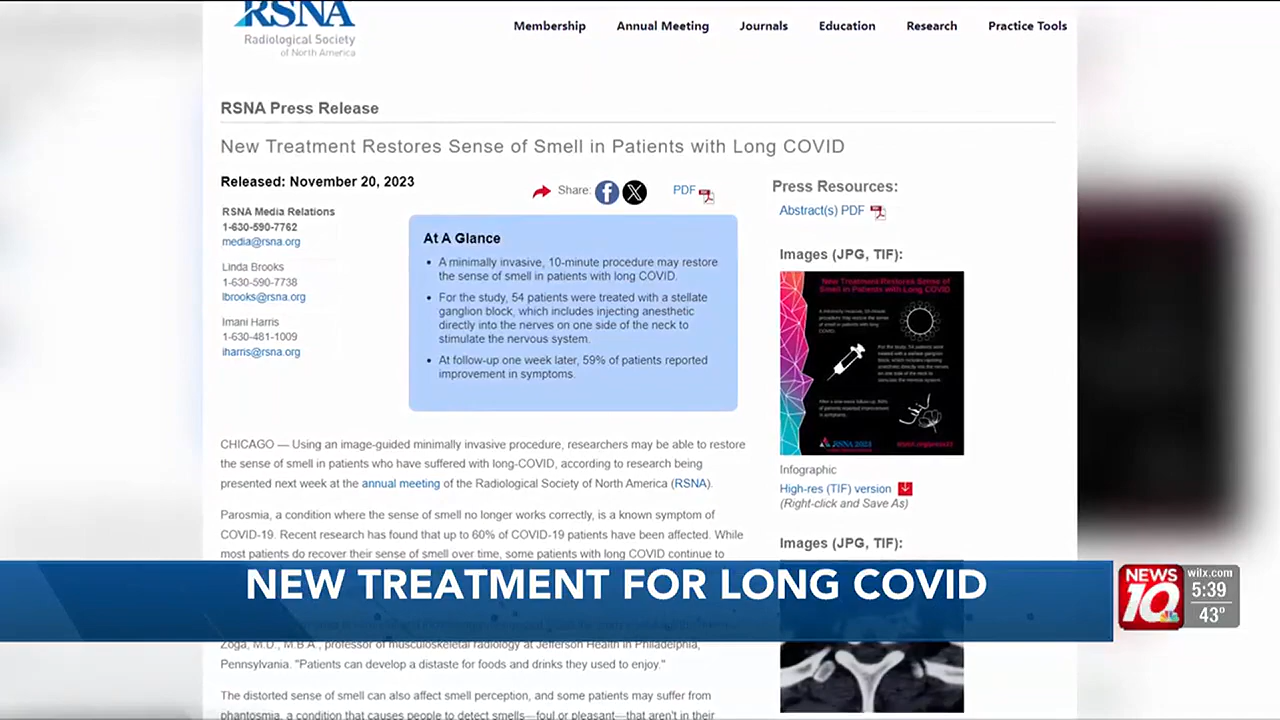 RSNA
Radiological Society
of North America
Membership
Annual Meeting
Journals
Education
Research
Practice Tools
RSNA Press Release
New Treatment Restores Sense of Smell in Patients with Long COVID
Released: November 20, 2023
Share:
PDF
RSNA Media Relations
1-630-590-7762
media@rsna.org
Linda Brooks
1-630-590-7738
lbrooks@rsna.org
Imani Harris
1-630-481-1009
iharris@rsna.org
At A Glance
• A minimally invasive, 10-minute procedure may restore
the sense of smell in patients with long COVID.
• For the study, 54 patients were treated with a stellate
ganglion block, which includes injecting anesthetic
directly into the nerves on one side of the neck to
stimulate the nervous system.
• At follow-up one week later, 59% of patients reported
improvement in symptoms.
Press Resources:
Abstract(s) PDF
Images (JPG, TIF):
New Treatment Restores Sense of
Smell in Patients with Long COVID
RSNA 2023
Infographic
High-res (TIF) version
(Right-click and Save As)
Images (JPG, TIF):
CHICAGO — Using an image-guided minimally invasive procedure, researchers may be able to restore
the sense of smell in patients who have suffered with long-COVID, according to research being
presented next week at the annual meeting of the Radiological Society of North America (RSNA).
Parosmia, a condition where the sense of smell no longer works correctly, is a known symptom of
COVID-19. Recent research has found that up to 60% of COVID-19 patients have been affected. While
most patients do recover their sense of smell over time, some patients with long COVID continue to
NEW TREATMENT FOR LONG COVID
NEWS
10
wilx.com
5:39
43°
Zoga, M.D., M.B.A., professor of musculoskeletal radiology at Jefferson Health in Philadelphia,
Pennsylvania. "Patients can develop a distaste for foods and drinks they used to enjoy."
The distorted sense of smell can also affect smell perception, and some patients may suffer from
phantosmia, a condition that causes people to detect smells—foul or pleasant—that aren't in their